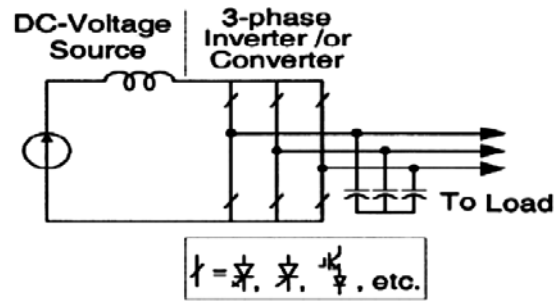 DC-Voltage
Source
3-phase
Inverter /or
Converter
To Load
= , , , etc.